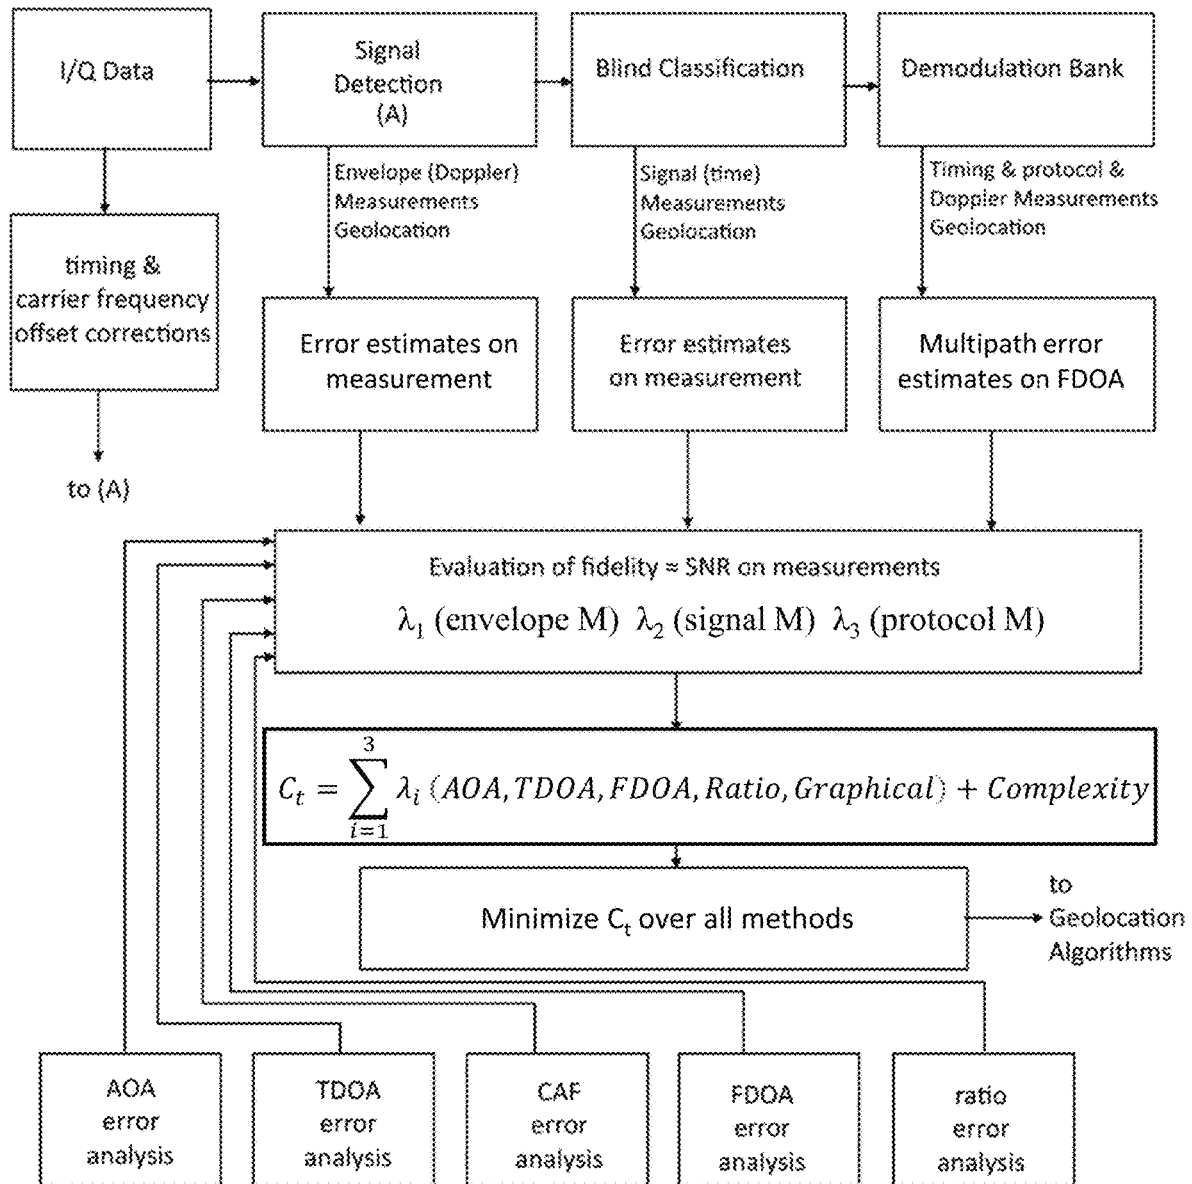 I/Q Data
Signal
Detection
(A)
Blind Classification
Demodulation Bank
Envelope (Doppler)
Measurements
Geolocation
Signal (time)
Measurements
Geolocation
Timing & protocol &
Doppler Measurements
Geolocation
timing &
carrier frequency
offset corrections
to (A)
Error estimates on
measurement
Error estimates
on measurement
Multipath error
estimates on FDOA
Evaluation of fidelity = SNR on measurements
λ₁ (envelope M) λ₂ (signal M) λ₃ (protocol M)
C_t = ∑_{i=1}^{3} λ_i (AOA, TDOA, FDOA, Ratio, Graphical) + Complexity
Minimize C_t over all methods
to
Geolocation
Algorithms
AOA
error
analysis
TDOA
error
analysis
CAF
error
analysis
FDOA
error
analysis
ratio
error
analysis